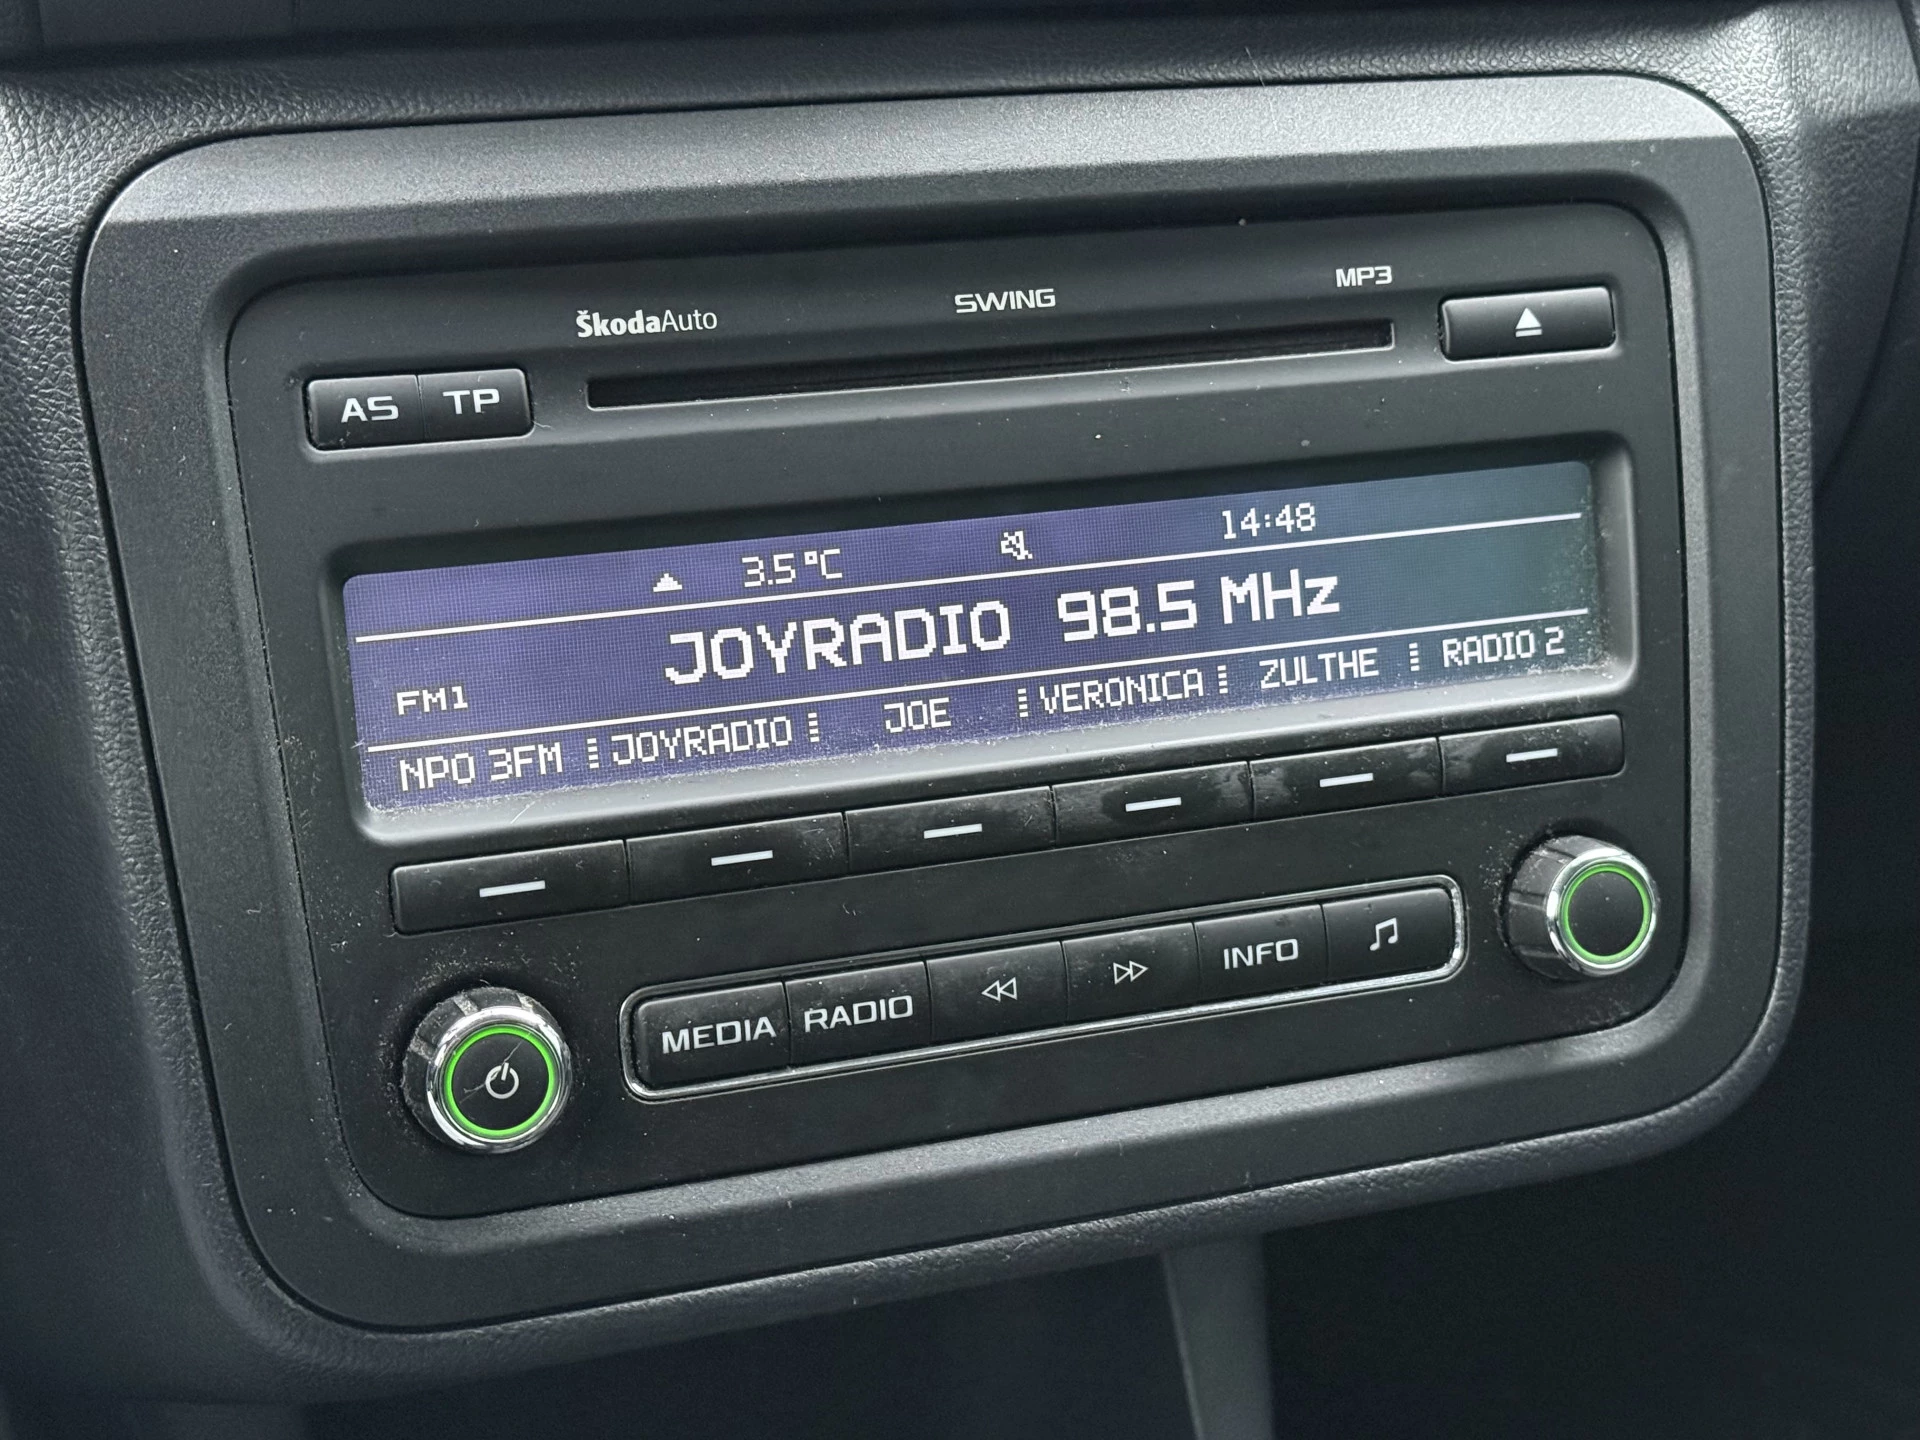 ŠkodaAuto SWING MP3
AS TP
3.5°C 14:48
FM1 JOYRADIO 98.5 MHz
NPO 3FM JOYRADIO JOE VERONICA ZULTHE RADIO 2
MEDIA RADIO INFO